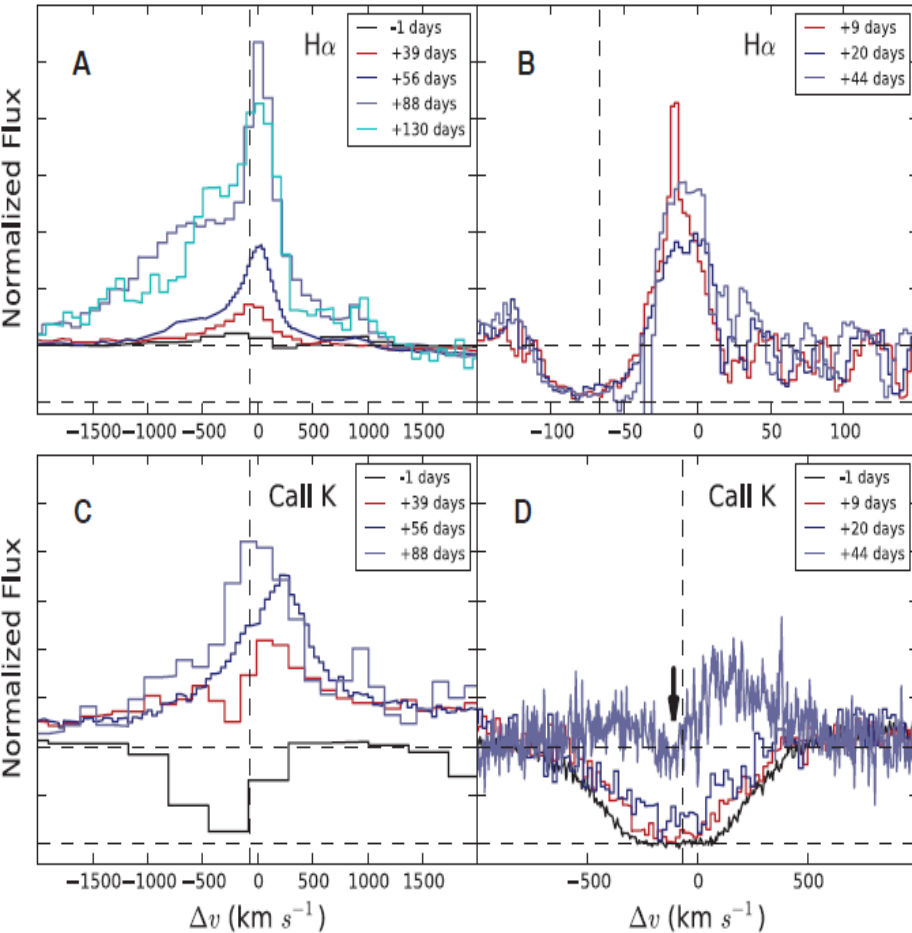 A
Hα
-1 days
+39 days
+56 days
+88 days
+130 days
B
Hα
+9 days
+20 days
+44 days
Normalized Flux
−1500 −1000 −500 0 500 1000 1500
−100 −50 0 50 100
C
CaII K
-1 days
+39 days
+56 days
+88 days
D
CaII K
-1 days
+9 days
+20 days
+44 days
Normalized Flux
−1500 −1000 −500 0 500 1000 1500
−500 0 500
Δv (km s⁻¹)
Δv (km s⁻¹)